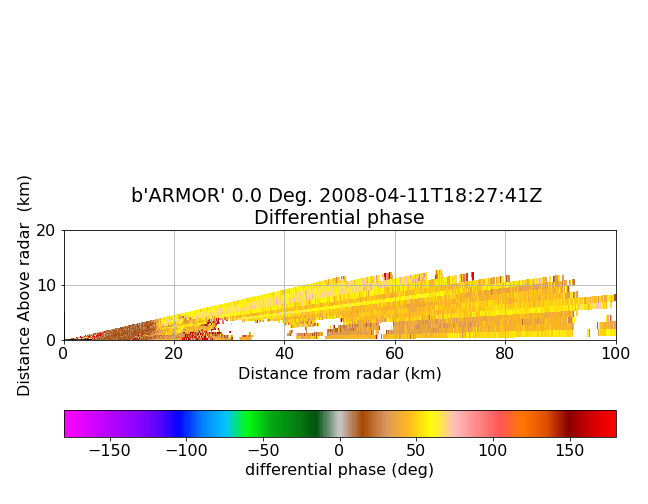 b'ARMOR' 0.0 Deg. 2008-04-11T18:27:41Z
Differential phase
Distance Above radar  (km)
20
10
0
0 20 40 60 80 100
Distance from radar (km)
−150 −100 −50 0 50 100 150
differential phase (deg)